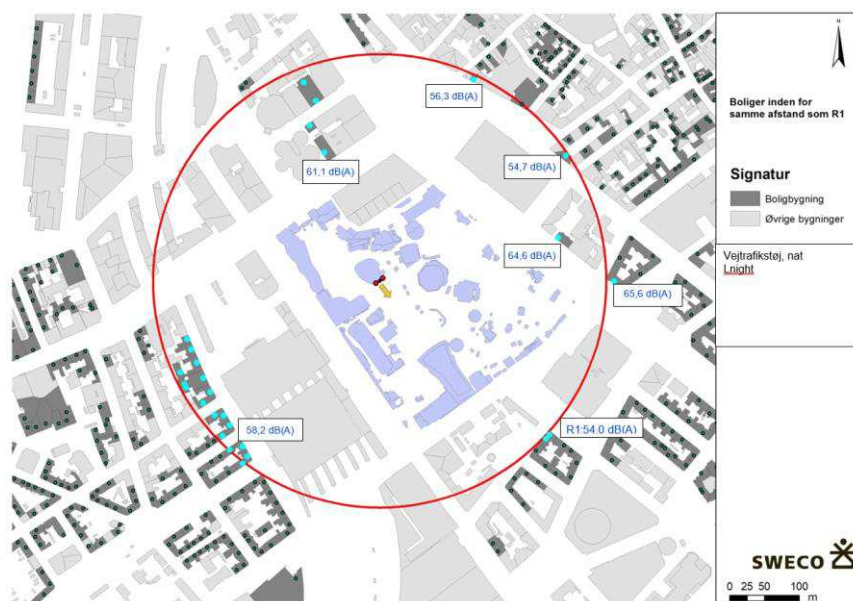 56,3 dB(A)
54,7 dB(A)
61,1 dB(A)
64,6 dB(A)
65,6 dB(A)
58,2 dB(A)
R1:54.0 dB(A)
N
Boliger inden for
samme afstand som R1
Signatur
Boligbygning
Øvrige bygninger
Vejtrafikstøj, nat
Lnight
SWECO
0 25 50 100
m